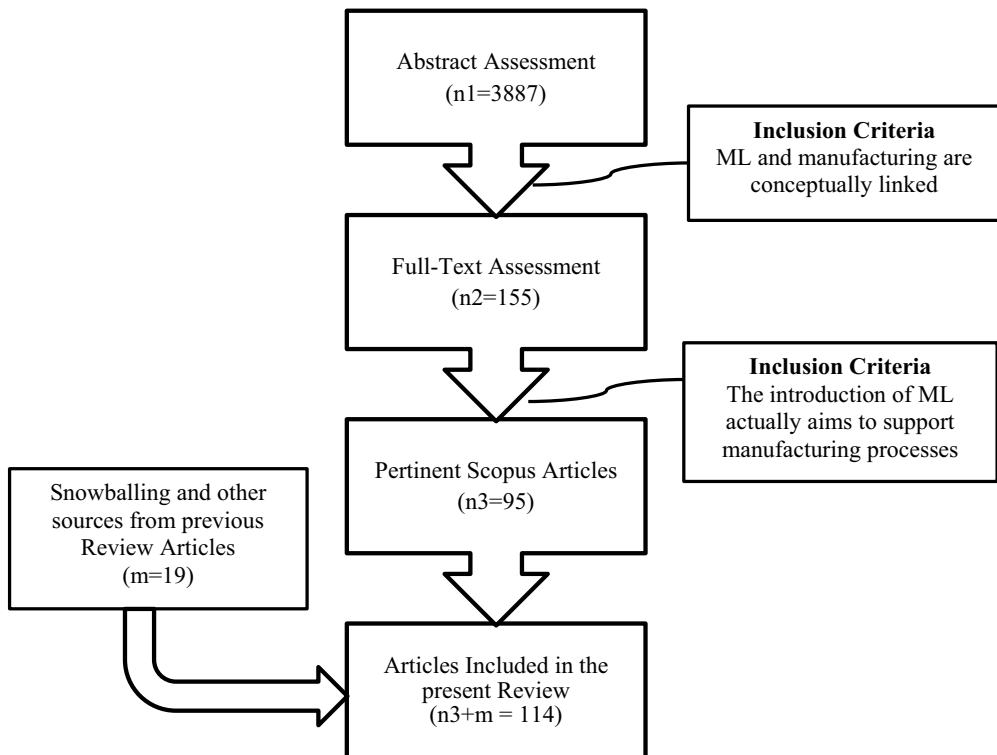 Abstract Assessment
(n1=3887)
Inclusion Criteria
ML and manufacturing are
conceptually linked
Full-Text Assessment
(n2=155)
Inclusion Criteria
The introduction of ML
actually aims to support
manufacturing processes
Pertinent Scopus Articles
(n3=95)
Snowballing and other
sources from previous
Review Articles
(m=19)
Articles Included in the
present Review
(n3+m = 114)